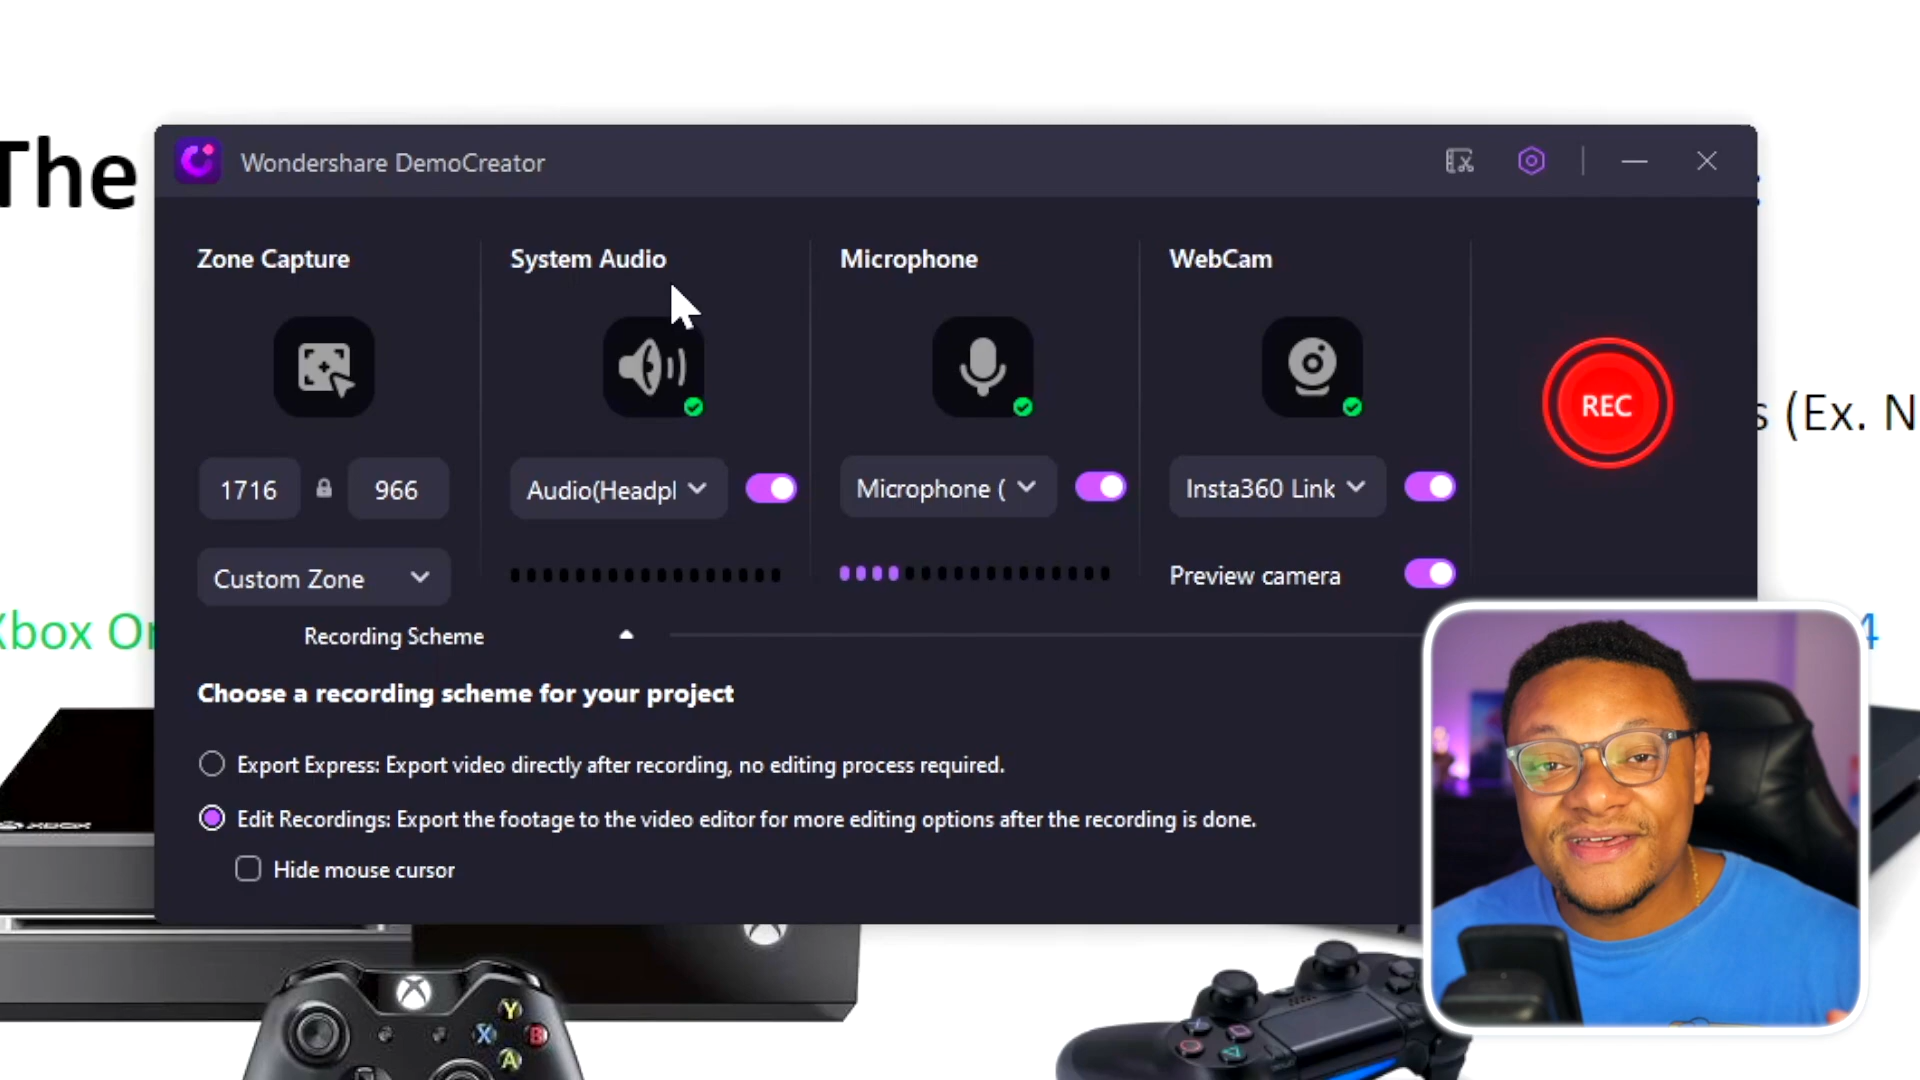 The
Wondershare DemoCreator
Zone Capture
System Audio
Microphone
WebCam
REC
s (Ex. N
1716
966
Audio(Headpl
Microphone (
Insta360 Link
Custom Zone
Preview camera
Xbox On
4
Recording Scheme
Choose a recording scheme for your project
Export Express: Export video directly after recording, no editing process required.
Edit Recordings: Export the footage to the video editor for more editing options after the recording is done.
Hide mouse cursor
XBOX
Y
X
B
A